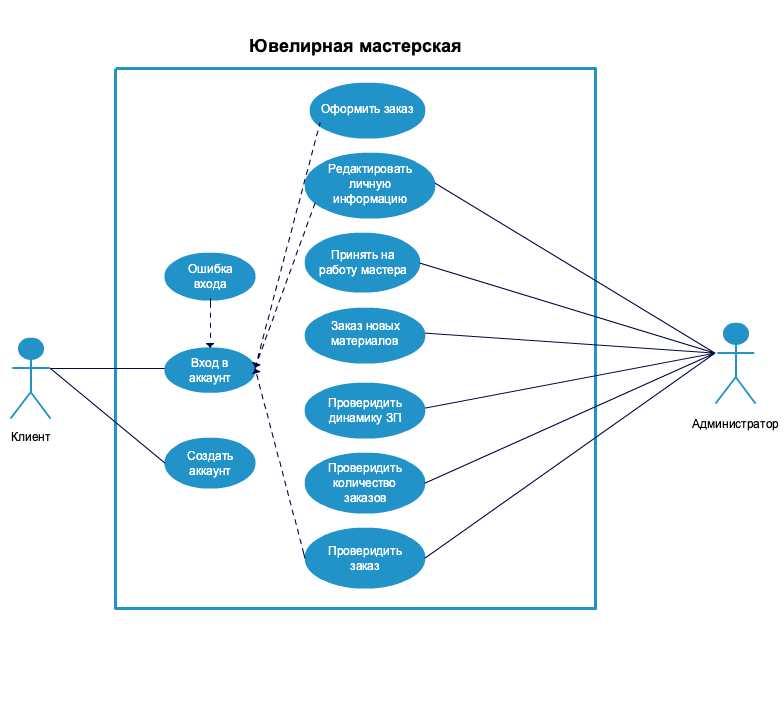 Ювелирная мастерская
Оформить заказ
Редактировать
личную
информацию
Принять на
работу мастера
Ошибка
входа
Заказ новых
материалов
Вход в
аккаунт
Клиент
Администратор
Проверидить
динамику ЗП
Создать
аккаунт
Проверидить
количество
заказов
Проверидить
заказ